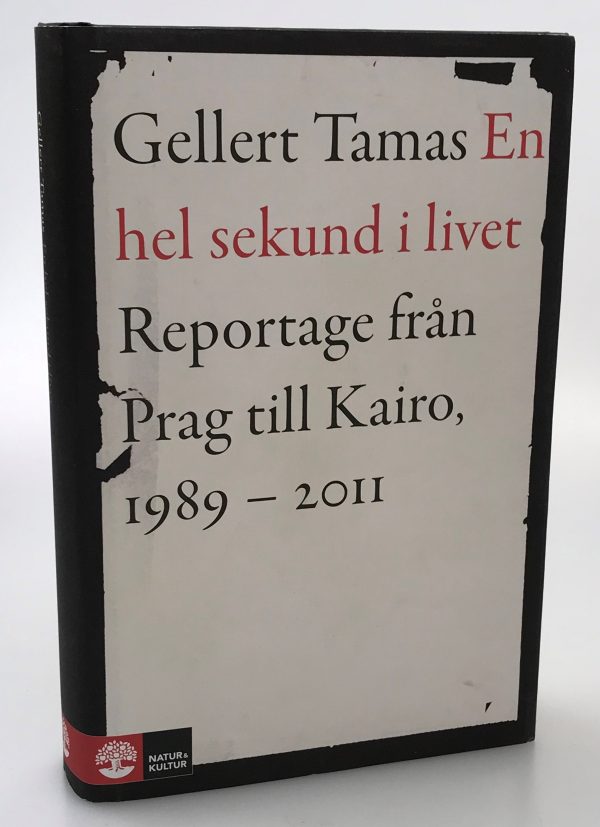 Gellert Tamas En
hel sekund i livet
Reportage från
Prag till Kairo,
1989 – 2011
NATUR &
KULTUR